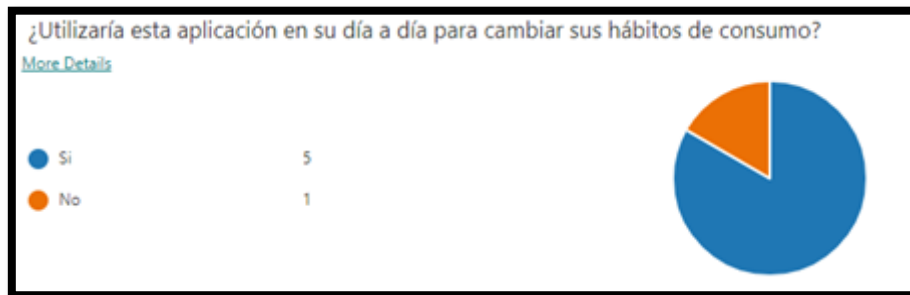 ¿Utilizaría esta aplicación en su día a día para cambiar sus hábitos de consumo?
More Details
Si 5
No 1